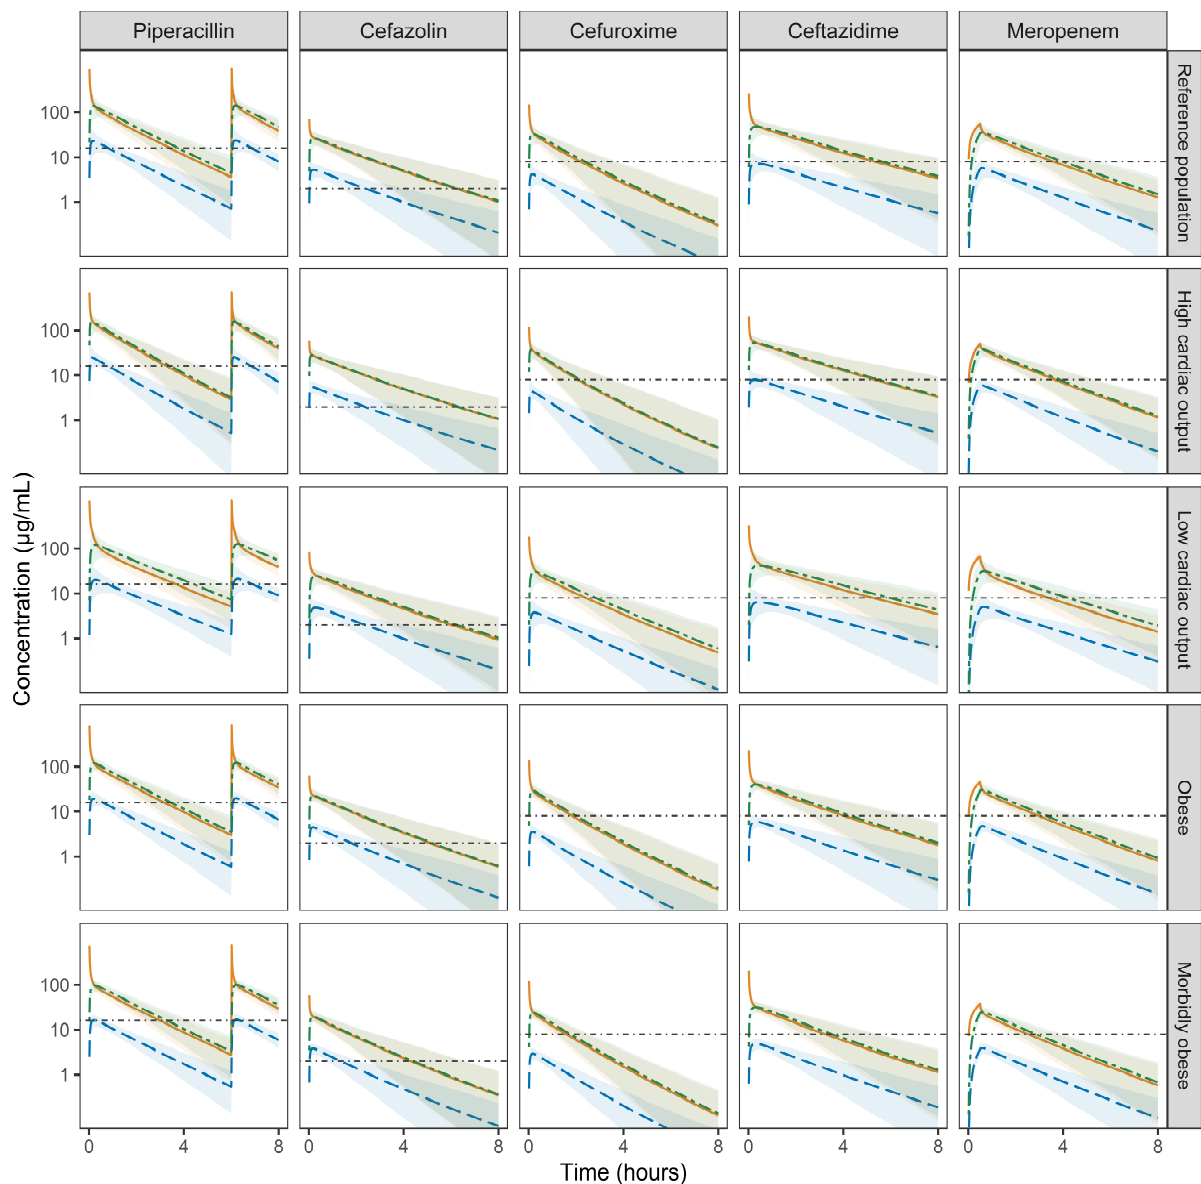 Piperacillin Cefazolin Cefuroxime Ceftazidime Meropenem
Concentration (µg/mL)
100
10
1
Reference population
100
10
1
High cardiac output
100
10
1
Low cardiac output
100
10
1
Obese
100
10
1
Morbidly obese
0 4 8 0 4 8 0 4 8 0 4 8 0 4 8
Time (hours)